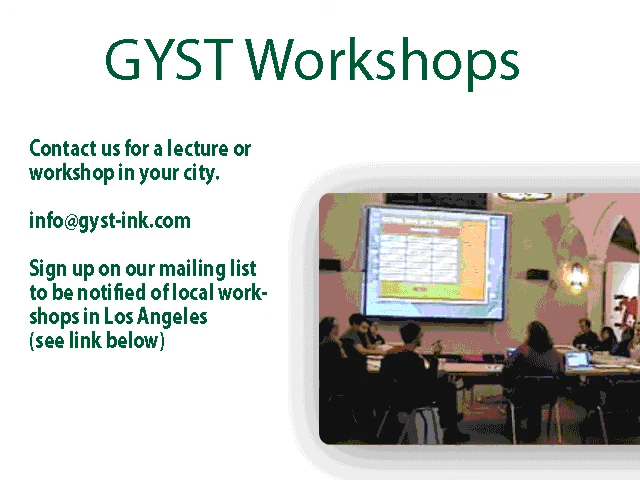 GYST Workshops
Contact us for a lecture or
workshop in your city.
info@gyst-ink.com
Sign up on our mailing list
to be notified of local work-
shops in Los Angeles
(see link below)